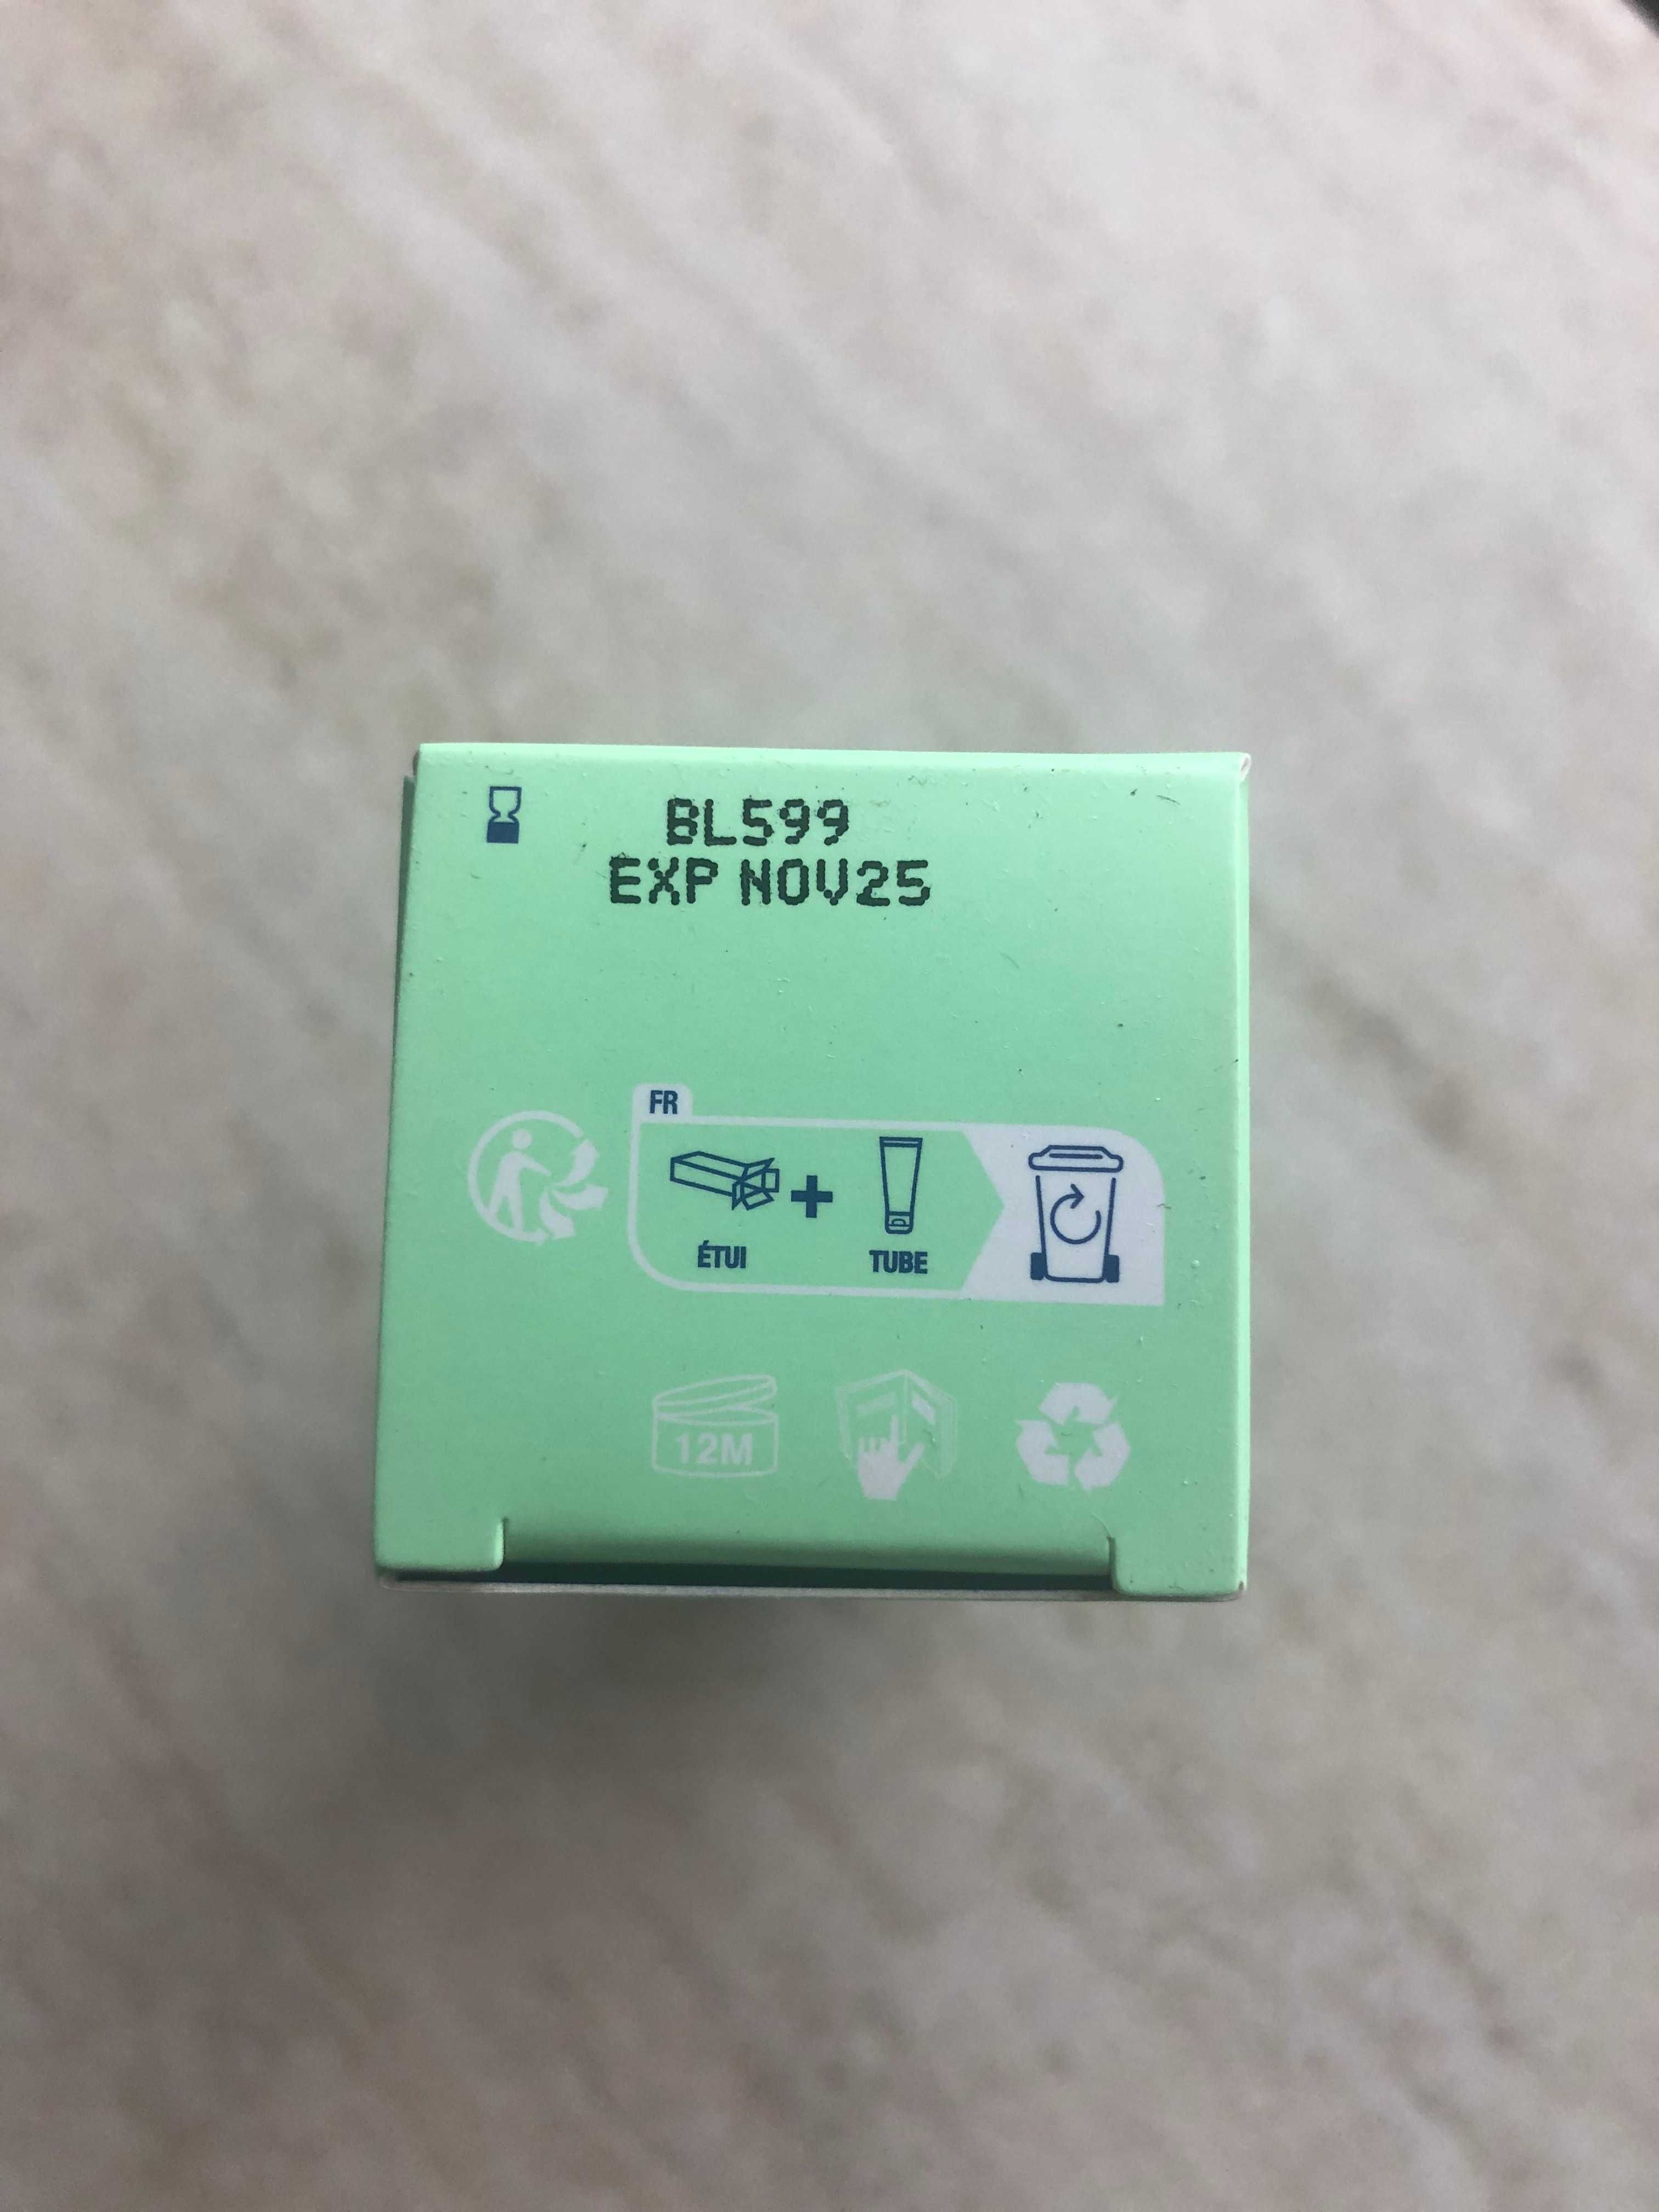 BL599
EXP NOV25
FR
+
ÉTUI TUBE
12M